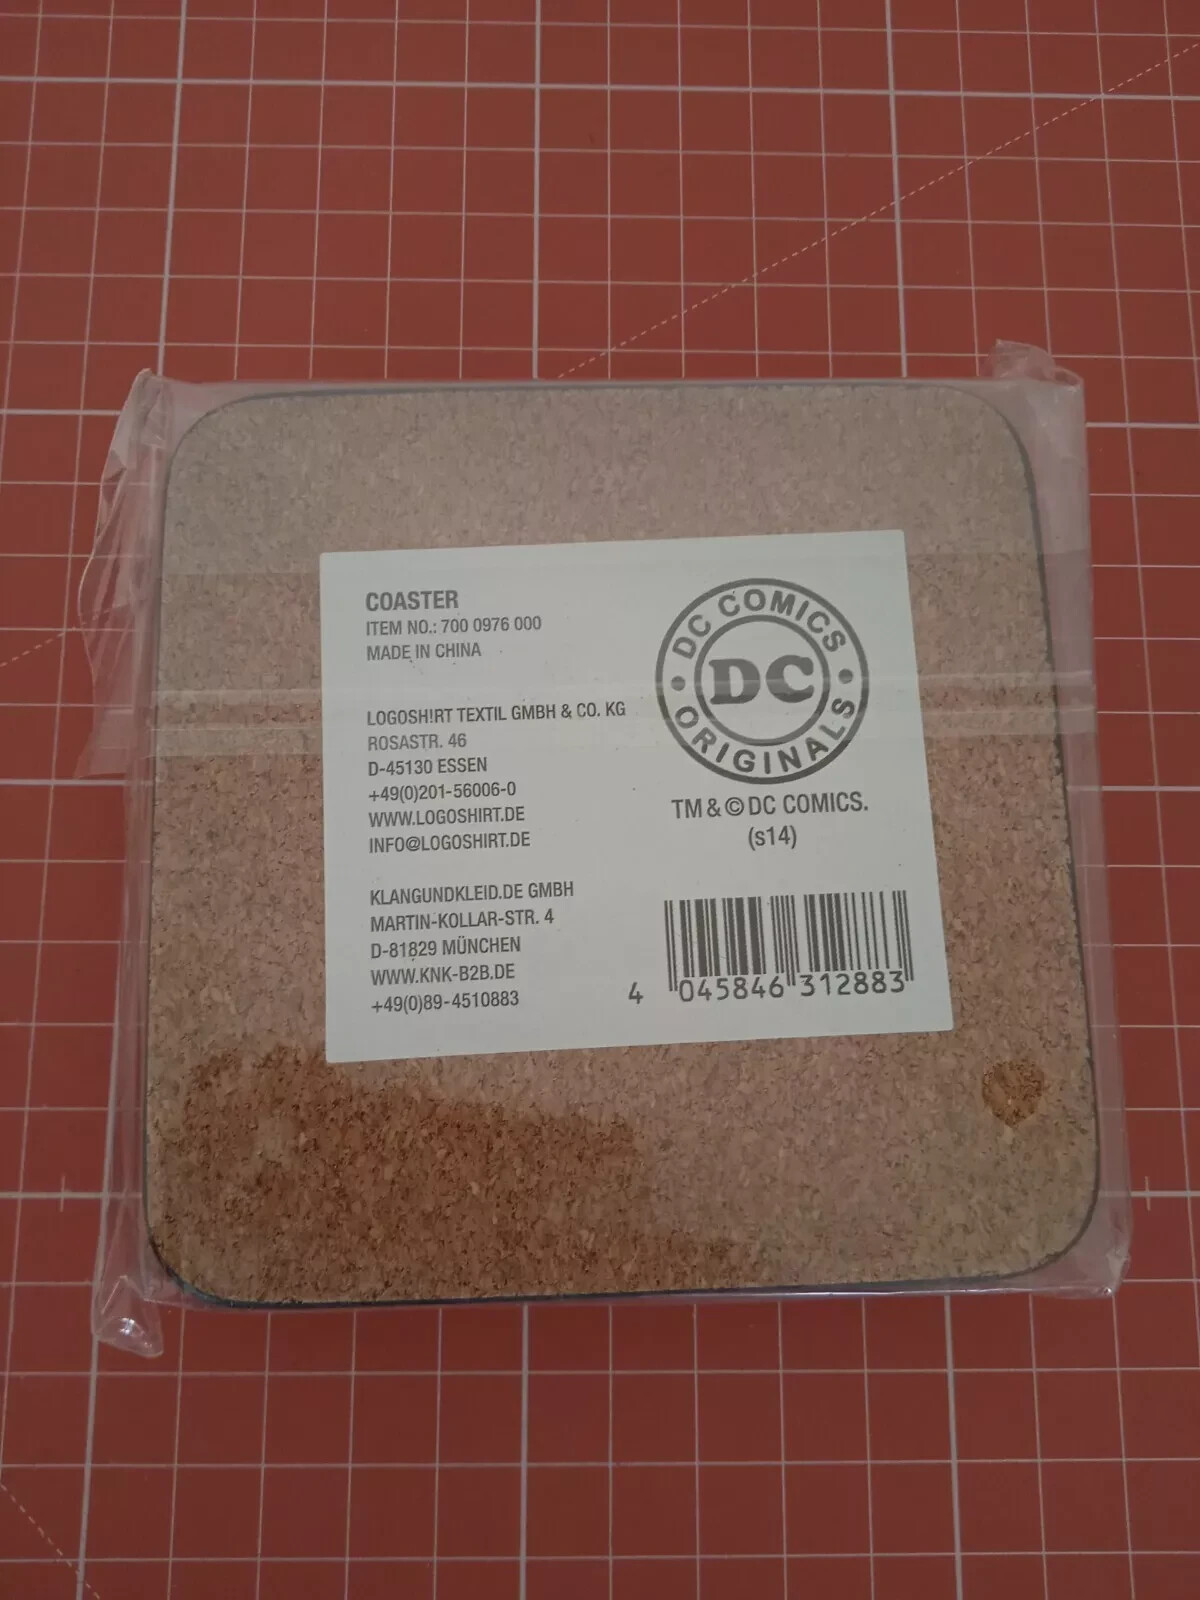 COASTER
ITEM NO.: 700 0976 000
MADE IN CHINA
LOGOSH!RT TEXTIL GMBH & CO. KG
ROSASTR. 46
D-45130 ESSEN
+49(0)201-56006-0
WWW.LOGOSHIRT.DE
INFO@LOGOSHIRT.DE
KLANGUNDKLEID.DE GMBH
MARTIN-KOLLAR-STR. 4
D-81829 MÜNCHEN
WWW.KNK-B2B.DE
+49(0)89-4510883
DC COMICS
DC
ORIGINALS
TM & © DC COMICS.
(s14)
4 045846 312883